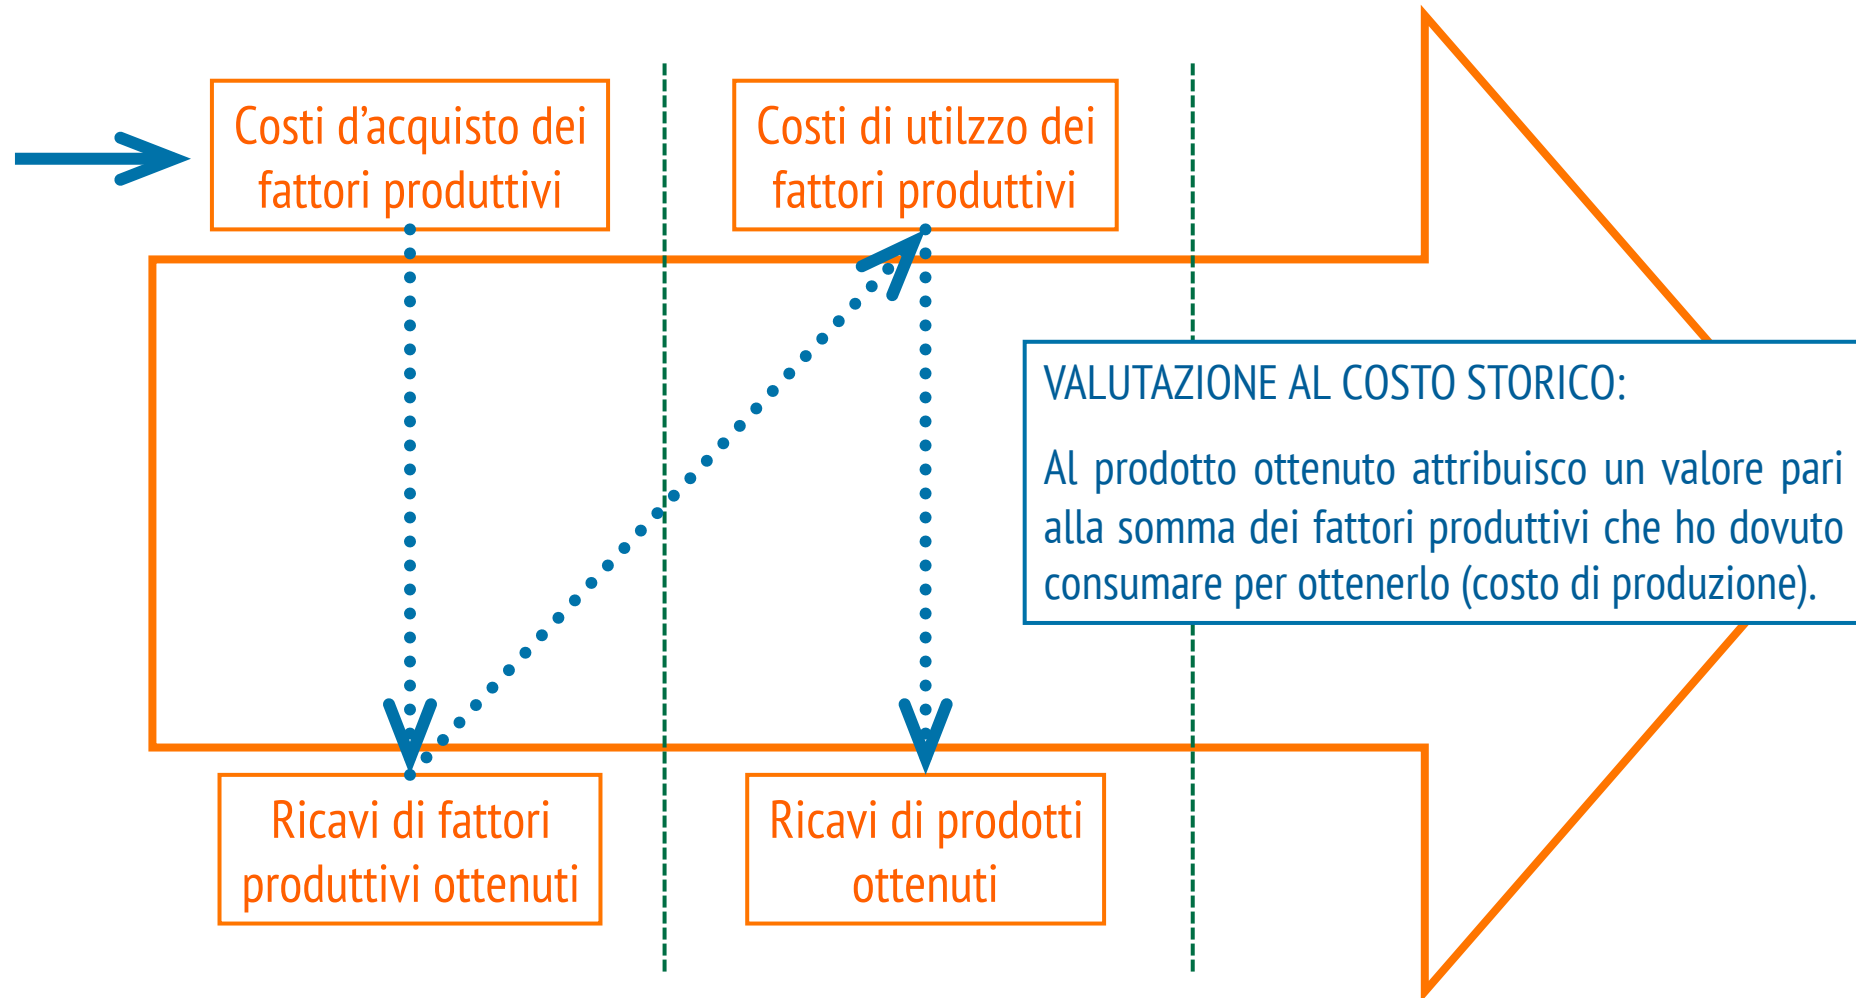 Costi d’acquisto dei
fattori produttivi
Costi di utilzzo dei
fattori produttivi
VALUTAZIONE AL COSTO STORICO:
Al prodotto ottenuto attribuisco un valore pari
alla somma dei fattori produttivi che ho dovuto
consumare per ottenerlo (costo di produzione).
Ricavi di fattori
produttivi ottenuti
Ricavi di prodotti
ottenuti